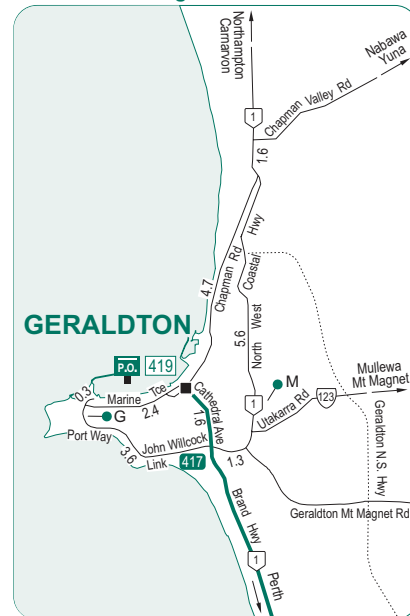 Northampton
Carnarvon
Nabawa
Yuna
1
Chapman Valley Rd
1.6
Chapman Rd
4.7
North West Coastal Hwy
5.6
GERALDTON
P.O.
419
M
Mullewa
Mt Magnet
0.3
Marine Tce
2.4
Cathedral Ave
1.6
1
Utakarra Rd
123
G
Port Way
3.6
John Willcock
Link
417
1.3
Geraldton N.S. Hwy
Geraldton Mt Magnet Rd
Brand Hwy
1
Perth